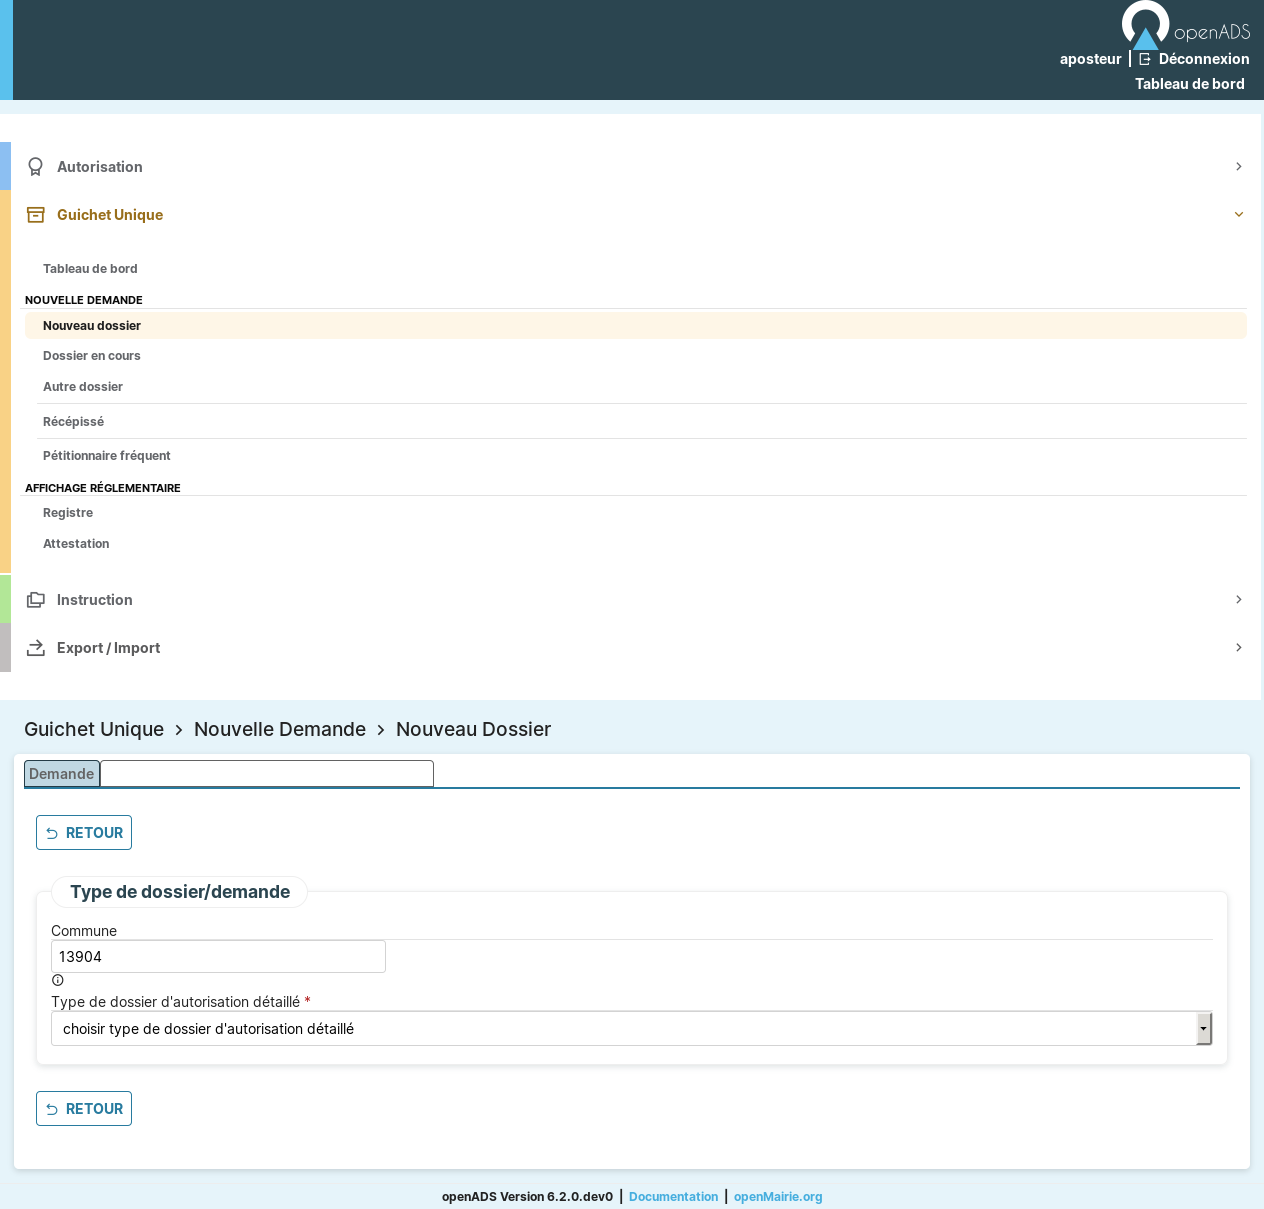 openADS
aposteur | Déconnexion
Tableau de bord
Autorisation
Guichet Unique
Tableau de bord
NOUVELLE DEMANDE
Nouveau dossier
Dossier en cours
Autre dossier
Récépissé
Pétitionnaire fréquent
AFFICHAGE RÉGLEMENTAIRE
Registre
Attestation
Instruction
Export / Import
Guichet Unique > Nouvelle Demande > Nouveau Dossier
Demande
RETOUR
Type de dossier/demande
Commune
13904
Type de dossier d'autorisation détaillé *
choisir type de dossier d'autorisation détaillé
RETOUR
openADS Version 6.2.0.dev0 | Documentation | openMairie.org